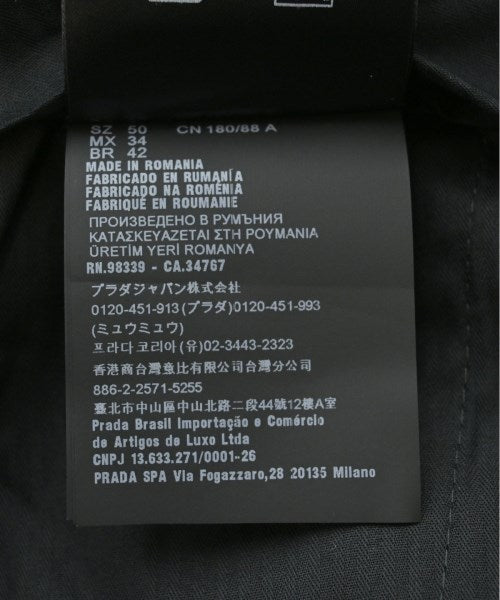 SZ 50 CN 180/88 A
MX 34
BR 42
MADE IN ROMANIA
FABRICADO EN RUMANÍA
FABRICADO NA ROMÉNIA
FABRIQUÉ EN ROUMANIE
ПРОИЗВЕДЕНО В РУМЪНИЯ
ΚΑΤΑΣΚΕΥΑΖΕΤΑΙ ΣΤΗ ΡΟΥΜΑΝΙΑ
ÜRETİM YERİ ROMANYA
RN.98339 - CA.34767
プラダジャパン株式会社
0120-451-913(プラダ)0120-451-993
(ミュウミュウ)
프라다 코리아(유)02-3443-2323
香港商台灣意比有限公司台灣分公司
886-2-2571-5255
臺北市中山區中山北路二段44號12樓A室
Prada Brasil Importação e Comércio
de Artigos de Luxo Ltda
CNPJ 13.633.271/0001-26
PRADA SPA Via Fogazzaro,28 20135 Milano